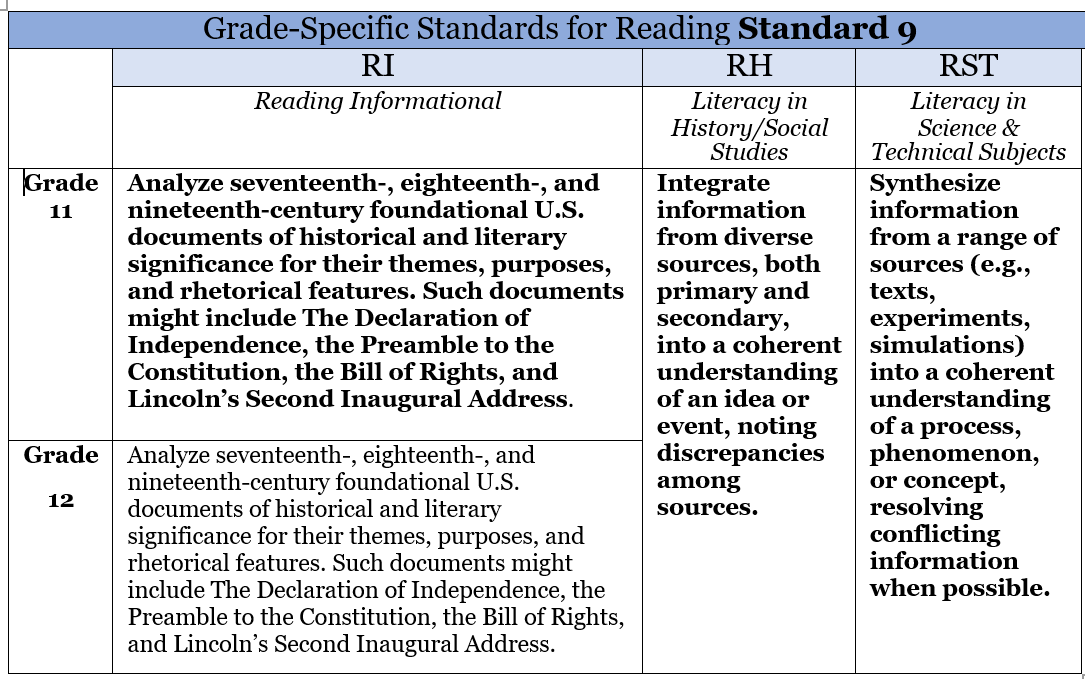 Grade-Specific Standards for Reading Standard 9
RI
RH
RST
Reading Informational
Literacy in
History/Social
Studies
Literacy in
Science &
Technical Subjects
Grade
11
Analyze seventeenth-, eighteenth-, and
nineteenth-century foundational U.S.
documents of historical and literary
significance for their themes, purposes,
and rhetorical features. Such documents
might include The Declaration of
Independence, the Preamble to the
Constitution, the Bill of Rights, and
Lincoln’s Second Inaugural Address.
Integrate
information
from diverse
sources, both
primary and
secondary,
into a coherent
understanding
of an idea or
event, noting
discrepancies
among
sources.
Synthesize
information
from a range of
sources (e.g.,
texts,
experiments,
simulations)
into a coherent
understanding
of a process,
phenomenon,
or concept,
resolving
conflicting
information
when possible.
Grade
12
Analyze seventeenth-, eighteenth-, and
nineteenth-century foundational U.S.
documents of historical and literary
significance for their themes, purposes, and
rhetorical features. Such documents might
include The Declaration of Independence, the
Preamble to the Constitution, the Bill of Rights,
and Lincoln’s Second Inaugural Address.